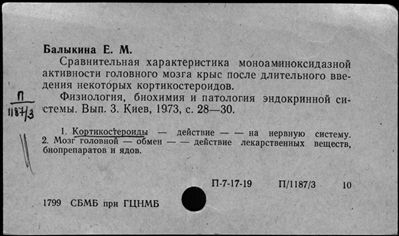 Балыкина Е. М.
Сравнительная характеристика моноаминоксидазной
активности головного мозга крыс после длительного вве-
дения некоторых кортикостероидов.
Физиология, биохимия и патология эндокринной си-
стемы. Вып. 3. Киев, 1973, с. 28—30.
П
1187/3
1. Кортикостероиды — действие — — на нервную систему.
2. Мозг головной — обмен — — действие лекарственных веществ,
биопрепаратов и ядов.
П-7-17-19 П/1187/3 10
1799 СБМБ при ГЦНМБ